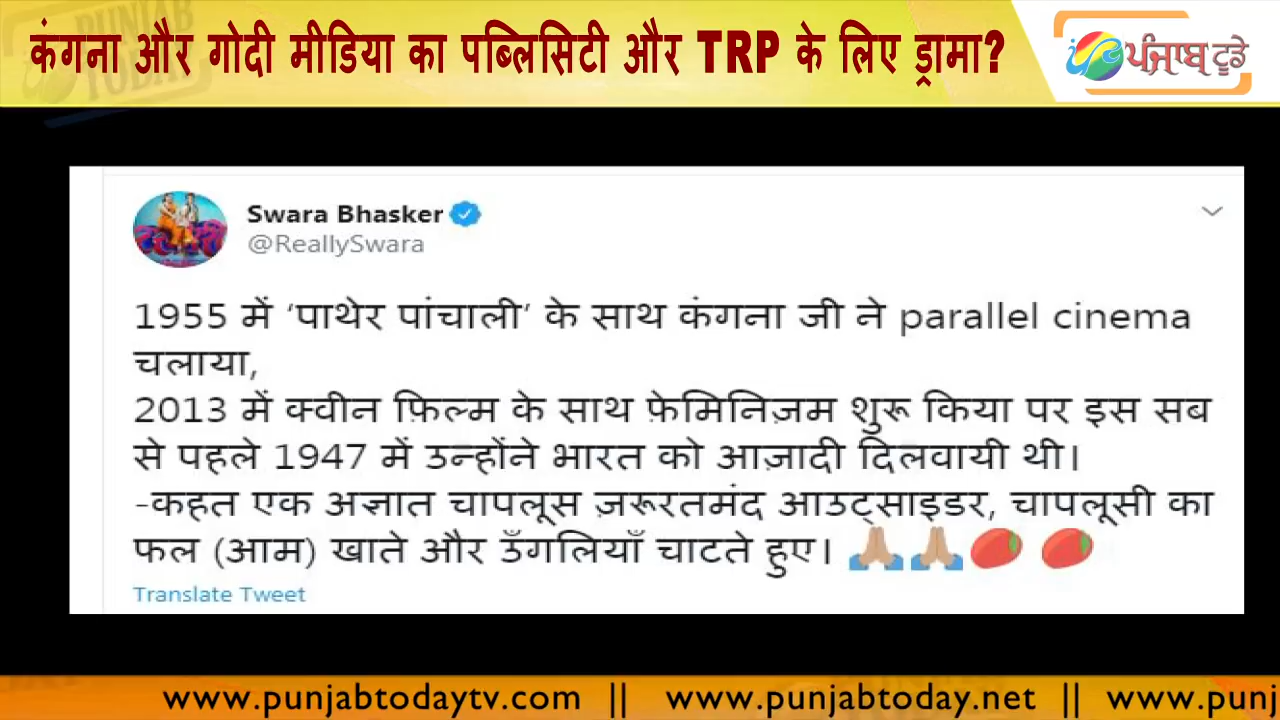 कंगना और गोदी मीडिया का पब्लिसिटी और TRP के लिए ड्रामा?
ਪੰਜਾਬ ਟੂਡੇ
PUNJAB
TODAY
Swara Bhasker
@ReallySwara
1955 में ‘पाथेर पांचाली’ के साथ कंगना जी ने parallel cinema
चलाया,
2013 में क्वीन फ़िल्म के साथ फ़ेमिनिज़म शुरू किया पर इस सब
से पहले 1947 में उन्होंने भारत को आज़ादी दिलवायी थी।
-कहत एक अज्ञात चापलूस ज़रूरतमंद आउट्साइडर, चापलूसी का
फल (आम) खाते और उँगलियाँ चाटते हुए। 🙏🏽🙏🏽🥭 🥭
Translate Tweet
www.punjabtodaytv.com || www.punjabtoday.net || www.punj